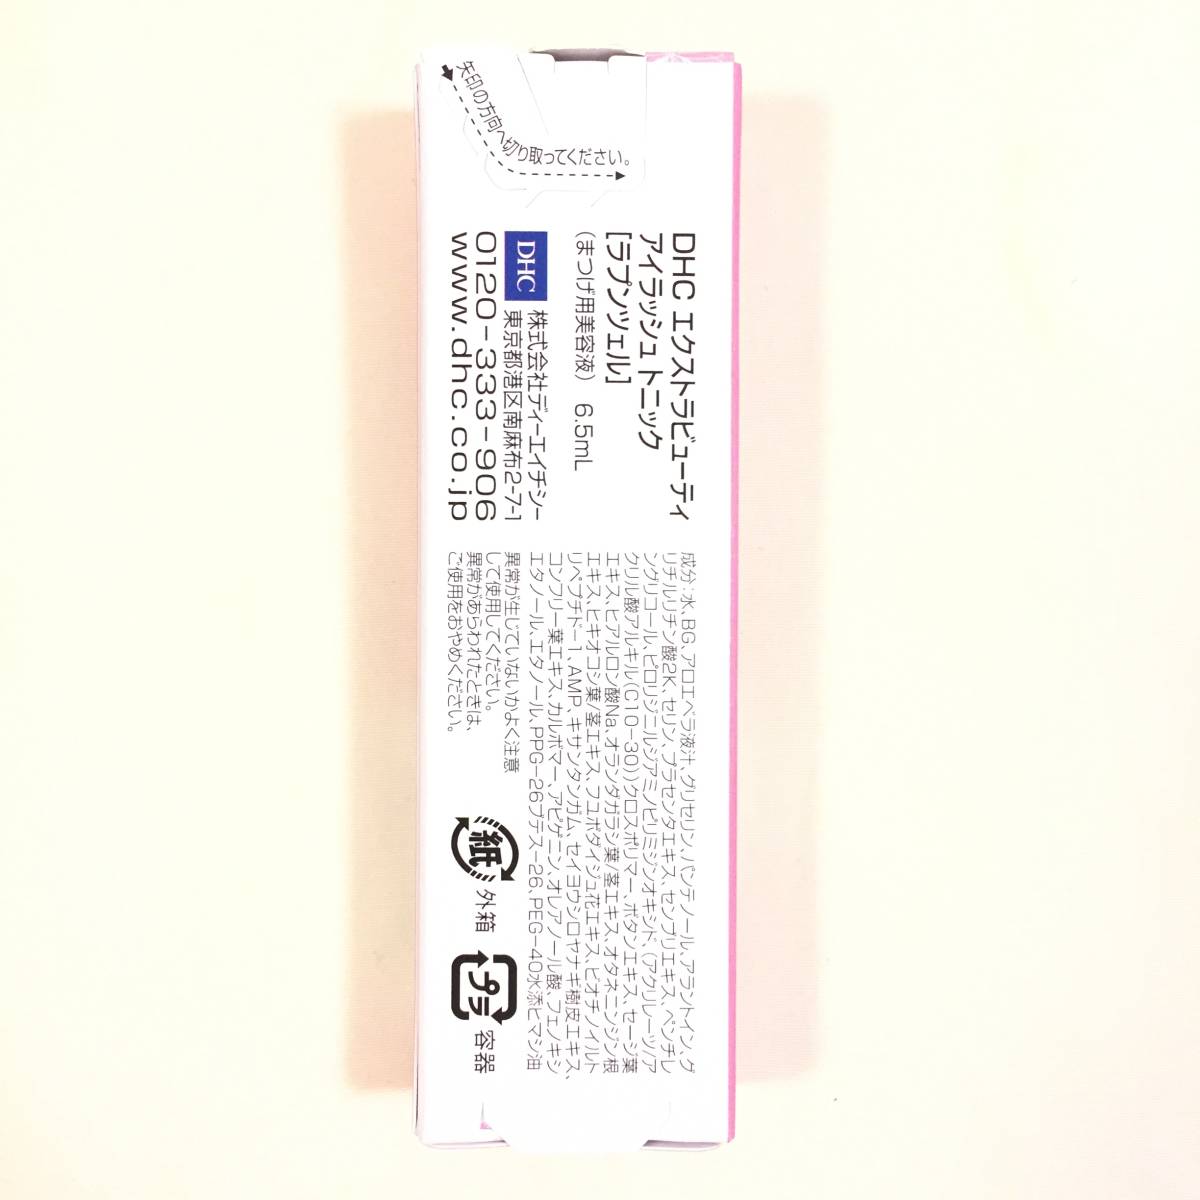 矢印の方向へ切り取ってください。
DHC エクストラビューティ
アイラッシュトニック
[ラプンツェル]
(まつげ用美容液) 6.5mL
DHC
株式会社ディーエイチシー
東京都港区南麻布2-7-1
0120-333-906
www.dhc.co.jp
成分:水、BG、アロエベラ液汁、グリセリン、パンテノール、アラントイン、グ
リチルリチン酸2K、セリン、プラセンタエキス、センブリエキス、ペンチレ
ングリコール、ピロリジニルジアミノピリミジンオキシド、(アクリレーツ/ア
クリル酸アルキル(C10-30))クロスポリマー、ボタンエキス、セージ葉
エキス、ヒアルロン酸Na、オランダガラシ葉/茎エキス、オタネニンジン根
エキス、ヒキオコシ葉/茎エキス、フユボダイジュ花エキス、ビオチノイルト
リペプチド-1、AMP、キサンタンガム、セイヨウシロヤナギ樹皮エキス、
コンフリー葉エキス、カルボマー、アピゲニン、オレアノール酸、フェノキシ
エタノール、エタノール、PPG-26ブテス-26、PEG-40水添ヒマシ油
異常が生じていないかよく注意
して使用してください。
異常があらわれたときは、
ご使用をおやめください。
紙
外箱
プラ
容器